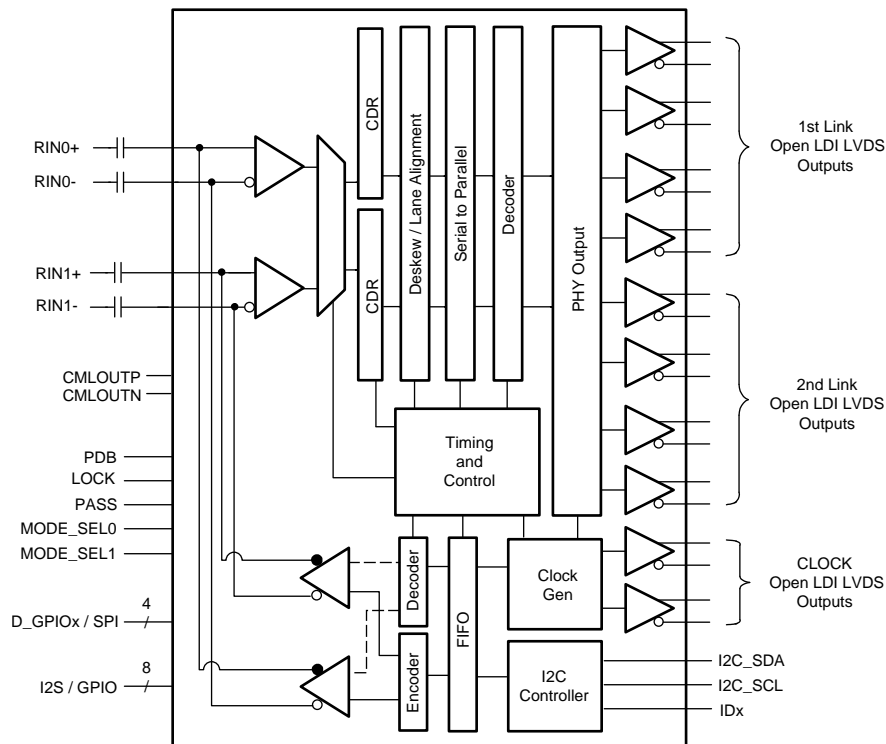 RIN0+
RIN0-
RIN1+
RIN1-
CMLOUTP
CMLOUTN
PDB
LOCK
PASS
MODE_SEL0
MODE_SEL1
D_GPIOx / SPI
4
I2S / GPIO
8
CDR
CDR
Deskew / Lane Alignment
Serial to Parallel
Decoder
PHY Output
Timing
and
Control
Decoder
Encoder
FIFO
Clock
Gen
I2C
Controller
1st Link
Open LDI LVDS
Outputs
2nd Link
Open LDI LVDS
Outputs
CLOCK
Open LDI LVDS
Outputs
I2C_SDA
I2C_SCL
IDx